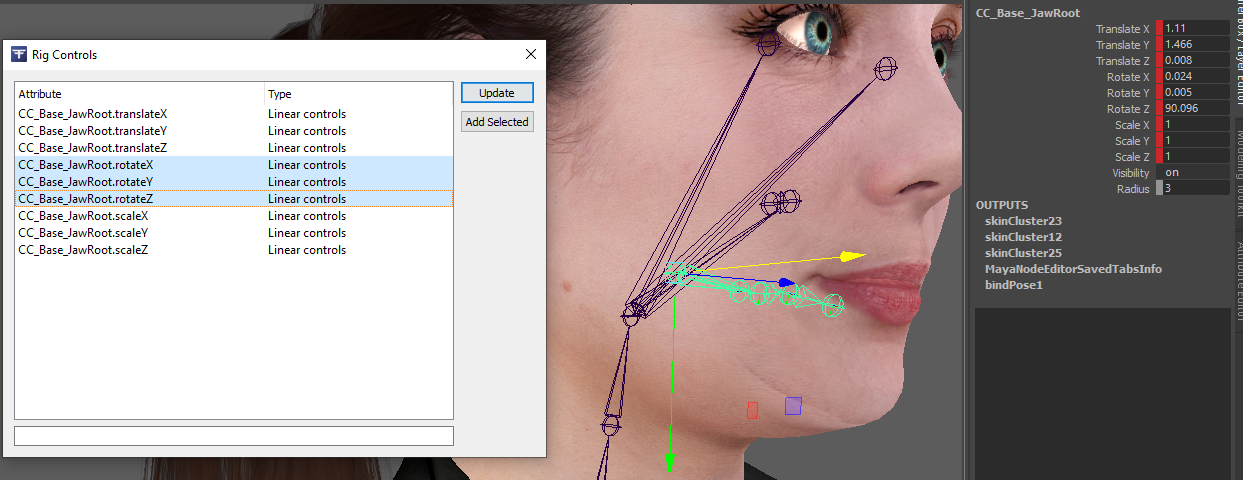 Rig Controls
Attribute Type
CC_Base_JawRoot.translateX Linear controls
CC_Base_JawRoot.translateY Linear controls
CC_Base_JawRoot.translateZ Linear controls
CC_Base_JawRoot.rotateX Linear controls
CC_Base_JawRoot.rotateY Linear controls
CC_Base_JawRoot.rotateZ Linear controls
CC_Base_JawRoot.scaleX Linear controls
CC_Base_JawRoot.scaleY Linear controls
CC_Base_JawRoot.scaleZ Linear controls
Update
Add Selected
CC_Base_JawRoot
Translate X 1.11
Translate Y 1.466
Translate Z 0.008
Rotate X 0.024
Rotate Y 0.005
Rotate Z 90.096
Scale X 1
Scale Y 1
Scale Z 1
Visibility on
Radius 3
OUTPUTS
skinCluster23
skinCluster12
skinCluster25
MayaNodeEditorSavedTabsInfo
bindPose1
Box / Layer Editor
Modeling Toolkit
Attribute Editor